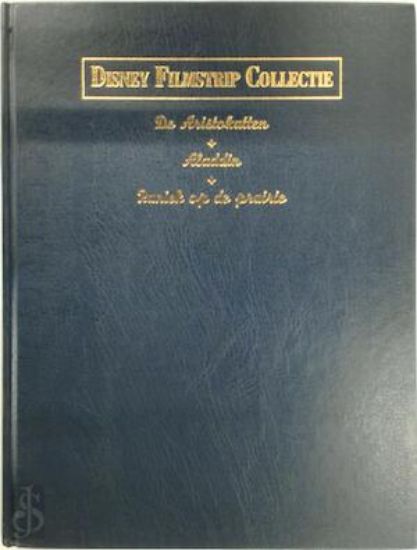 DISNEY FILMSTRIP COLLECTIE
De Aristokatten
Aladdin
Paniek op de prairie